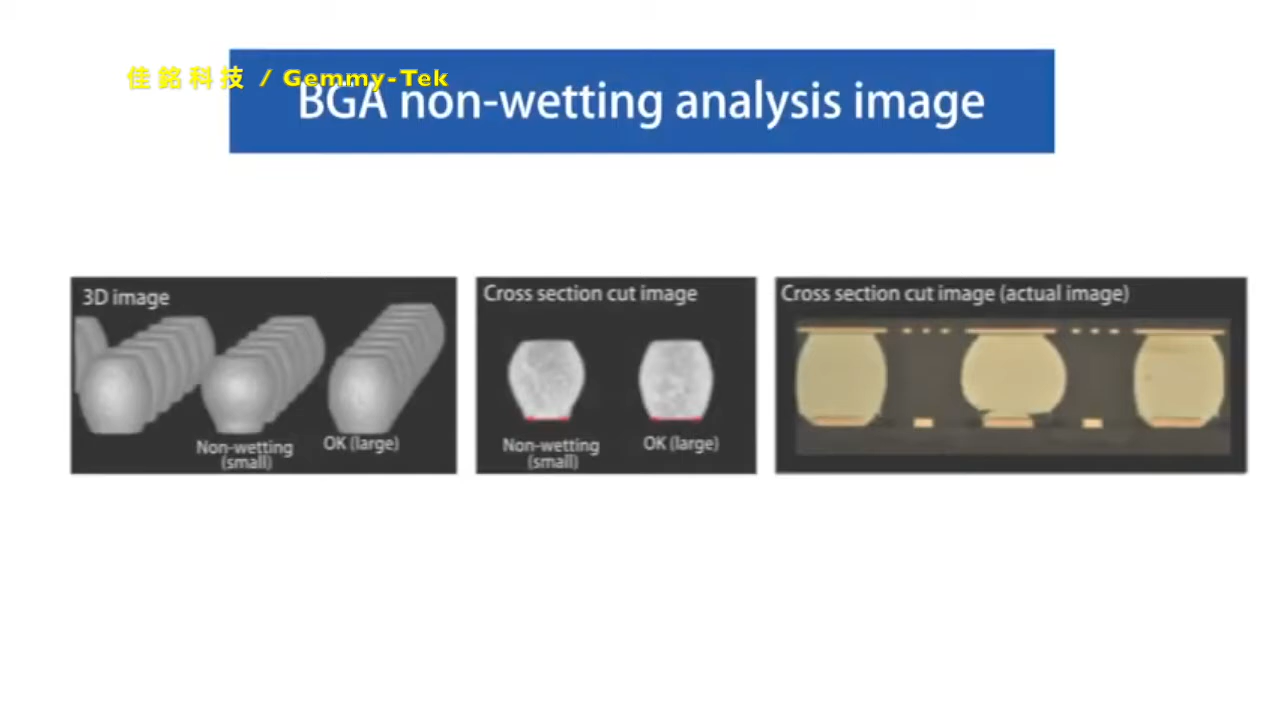 佳銘科技 / Gemmy-Tek
BGA non-wetting analysis image
3D image
Non-wetting
(small)
OK (large)
Cross section cut image
Non-wetting
(small)
OK (large)
Cross section cut image (actual image)